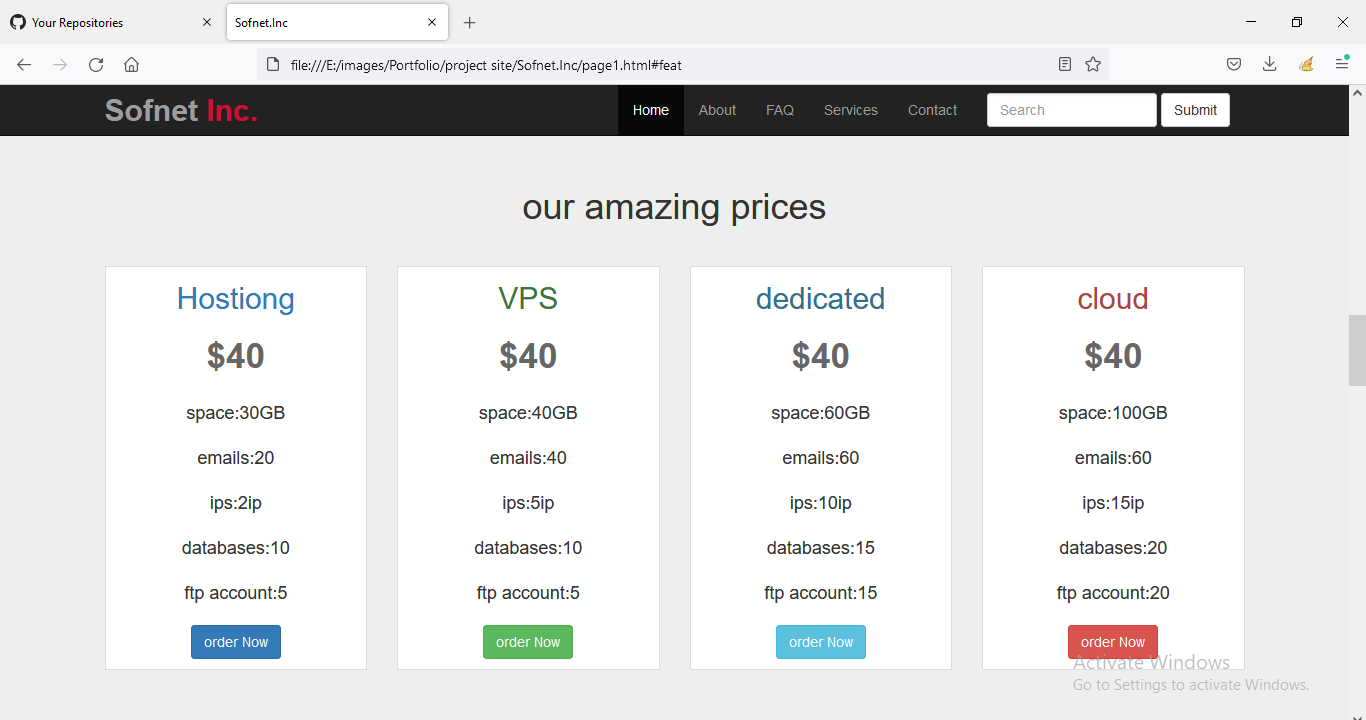 Your Repositories
Sofnet.Inc
file:///E:/images/Portfolio/project site/Sofnet.Inc/page1.html#feat
Sofnet Inc. Home About FAQ Services Contact Search Submit
our amazing prices
Hostiong VPS dedicated cloud
$40 $40 $40 $40
space:30GB space:40GB space:60GB space:100GB
emails:20 emails:40 emails:60 emails:60
ips:2ip ips:5ip ips:10ip ips:15ip
databases:10 databases:10 databases:15 databases:20
ftp account:5 ftp account:5 ftp account:15 ftp account:20
order Now order Now order Now order Now
Activate Windows
Go to Settings to activate Windows.